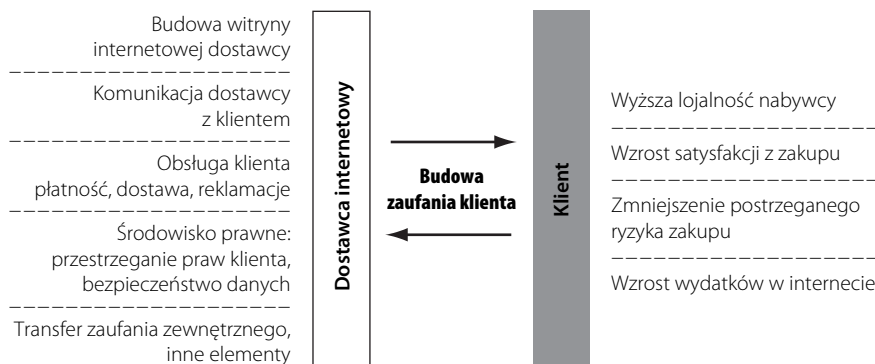 Budowa witryny
internetowej dostawcy
Komunikacja dostawcy
z klientem
Obsługa klienta
płatność, dostawa, reklamacje
Środowisko prawne:
przestrzeganie praw klienta,
bezpieczeństwo danych
Transfer zaufania zewnętrznego,
inne elementy
Dostawca internetowy
Budowa
zaufania klienta
Klient
Wyższa lojalność nabywcy
Wzrost satysfakcji z zakupu
Zmniejszenie postrzeganego
ryzyka zakupu
Wzrost wydatków w internecie